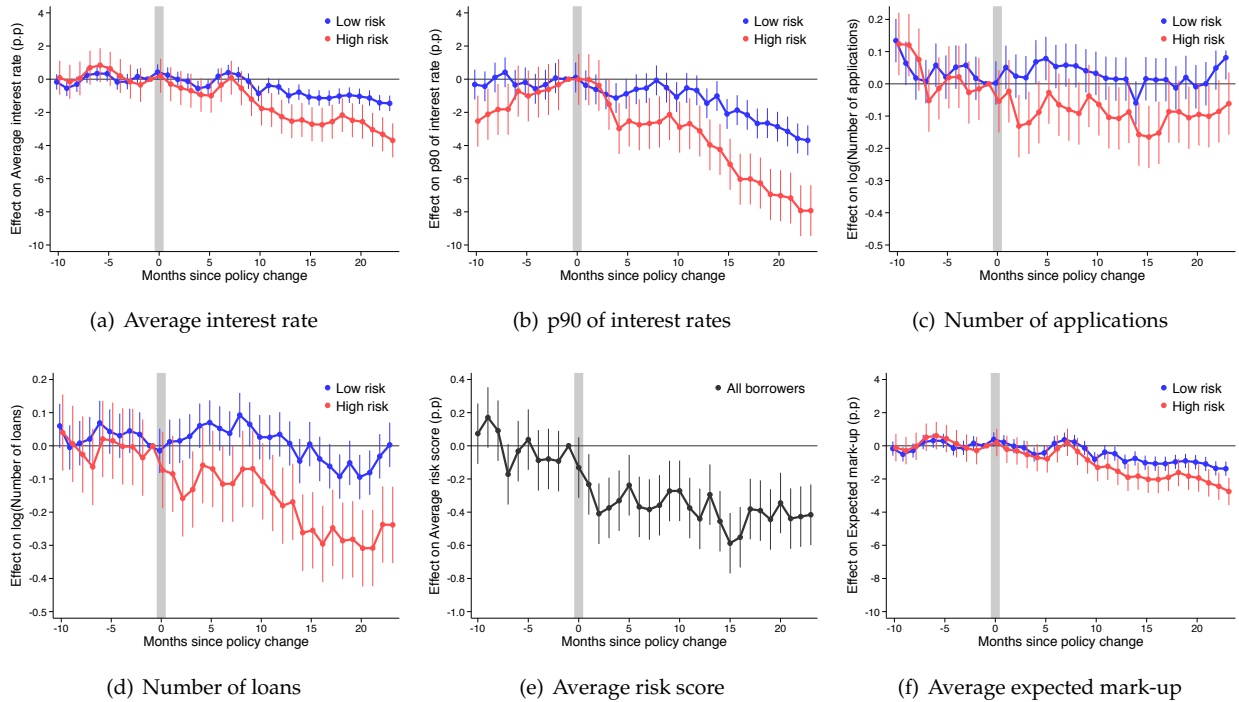 Effect on Average interest rate (p.p)
4
2
0
-2
-4
-6
-8
-10
Low risk
High risk
-10 -5 0 5 10 15 20
Months since policy change
(a) Average interest rate
Effect on p90 of interest rate (p.p)
4
2
0
-2
-4
-6
-8
-10
Low risk
High risk
-10 -5 0 5 10 15 20
Months since policy change
(b) p90 of interest rates
Effect on log(Number of applications)
0.2
0.1
0.0
-0.1
-0.2
-0.3
-0.4
-0.5
Low risk
High risk
-10 -5 0 5 10 15 20
Months since policy change
(c) Number of applications
Effect on log(Number of loans)
0.2
0.1
0.0
-0.1
-0.2
-0.3
-0.4
-0.5
Low risk
High risk
-10 -5 0 5 10 15 20
Months since policy change
(d) Number of loans
Effect on Average risk score (p.p)
0.4
0.2
0.0
-0.2
-0.4
-0.6
-0.8
-1.0
All borrowers
-10 -5 0 5 10 15 20
Months since policy change
(e) Average risk score
Effect on Expected mark-up (p.p)
4
2
0
-2
-4
-6
-8
-10
Low risk
High risk
-10 -5 0 5 10 15 20
Months since policy change
(f) Average expected mark-up